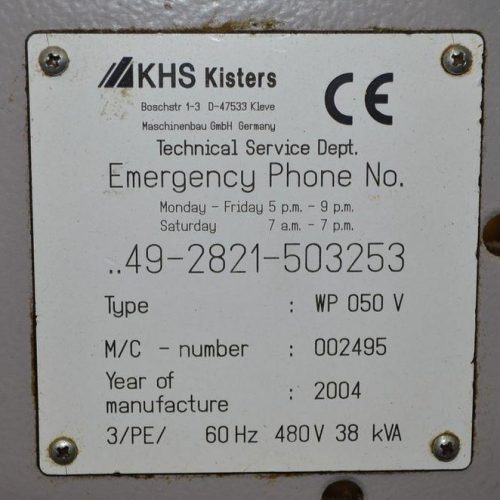 KHS Kisters
Boschstr 1-3 D-47533 Kleve
Maschinenbau GmbH Germany
CE
Technical Service Dept.
Emergency Phone No.
Monday - Friday 5 p.m. - 9 p.m.
Saturday 7 a.m. - 7 p.m.
..49-2821-503253
Type : WP 050 V
M/C - number : 002495
Year of
manufacture : 2004
3/PE/ 60 Hz 480 V 38 kVA